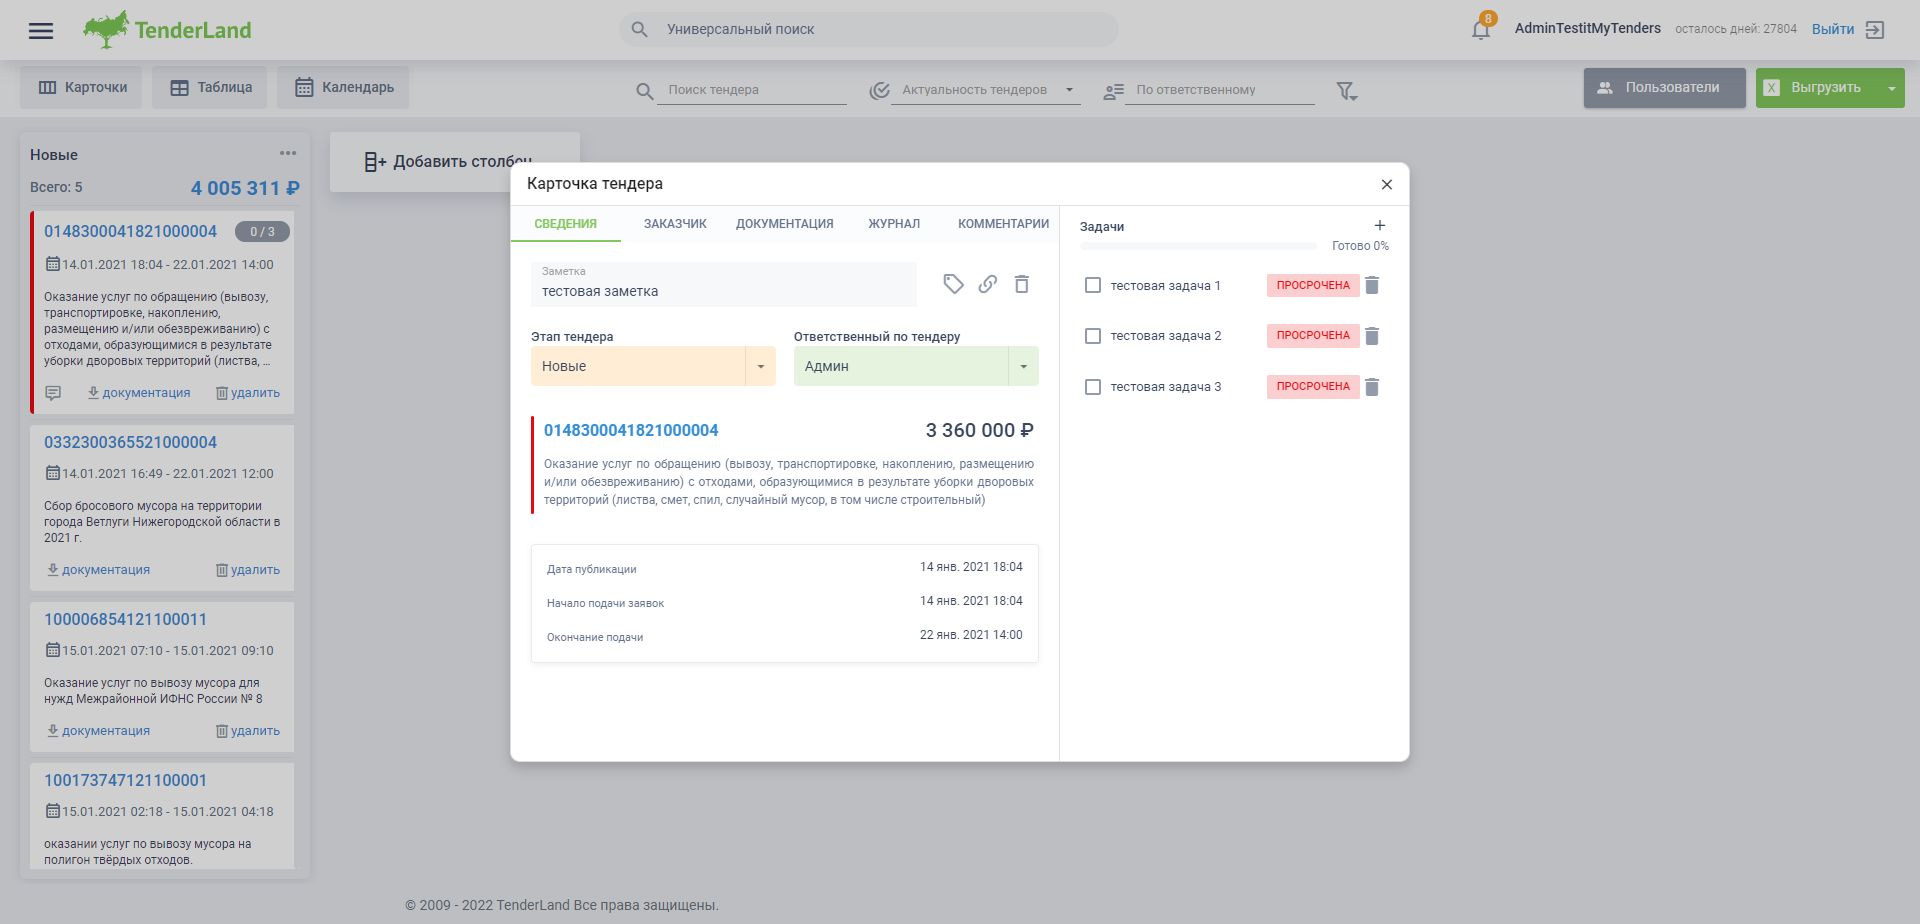 TenderLand
Универсальный поиск
8
AdminTestitMyTenders
осталось дней: 27804
Выйти
Карточки
Таблица
Календарь
Поиск тендера
Актуальность тендеров
По ответственному
Пользователи
X Выгрузить
Новые
Всего: 5
4 005 311 ₽
0148300041821000004
0 / 3
14.01.2021 18:04 - 22.01.2021 14:00
Оказание услуг по обращению (вывозу,
транспортировке, накоплению,
размещению и/или обезвреживанию) с
отходами, образующимися в результате
уборки дворовых территорий (листва, ...
документация
удалить
0332300365521000004
14.01.2021 16:49 - 22.01.2021 12:00
Сбор бросового мусора на территории
города Ветлуги Нижегородской области в
2021 г.
документация
удалить
100006854121100011
15.01.2021 07:10 - 15.01.2021 09:10
Оказание услуг по вывозу мусора для
нужд Межрайонной ИФНС России № 8
документация
удалить
100173747121100001
15.01.2021 02:18 - 15.01.2021 04:18
оказании услуг по вывозу мусора на
полигон твёрдых отходов.
Добавить столбец
Карточка тендера
СВЕДЕНИЯ
ЗАКАЗЧИК
ДОКУМЕНТАЦИЯ
ЖУРНАЛ
КОММЕНТАРИИ
Заметка
тестовая заметка
Этап тендера
Новые
Ответственный по тендеру
Админ
0148300041821000004
3 360 000 ₽
Оказание услуг по обращению (вывозу, транспортировке, накоплению, размещению
и/или обезвреживанию) с отходами, образующимися в результате уборки дворовых
территорий (листва, смет, спил, случайный мусор, в том числе строительный)
Дата публикации
14 янв. 2021 18:04
Начало подачи заявок
14 янв. 2021 18:04
Окончание подачи
22 янв. 2021 14:00
Задачи
Готово 0%
тестовая задача 1
ПРОСРОЧЕНА
тестовая задача 2
ПРОСРОЧЕНА
тестовая задача 3
ПРОСРОЧЕНА
© 2009 - 2022 TenderLand Все права защищены.